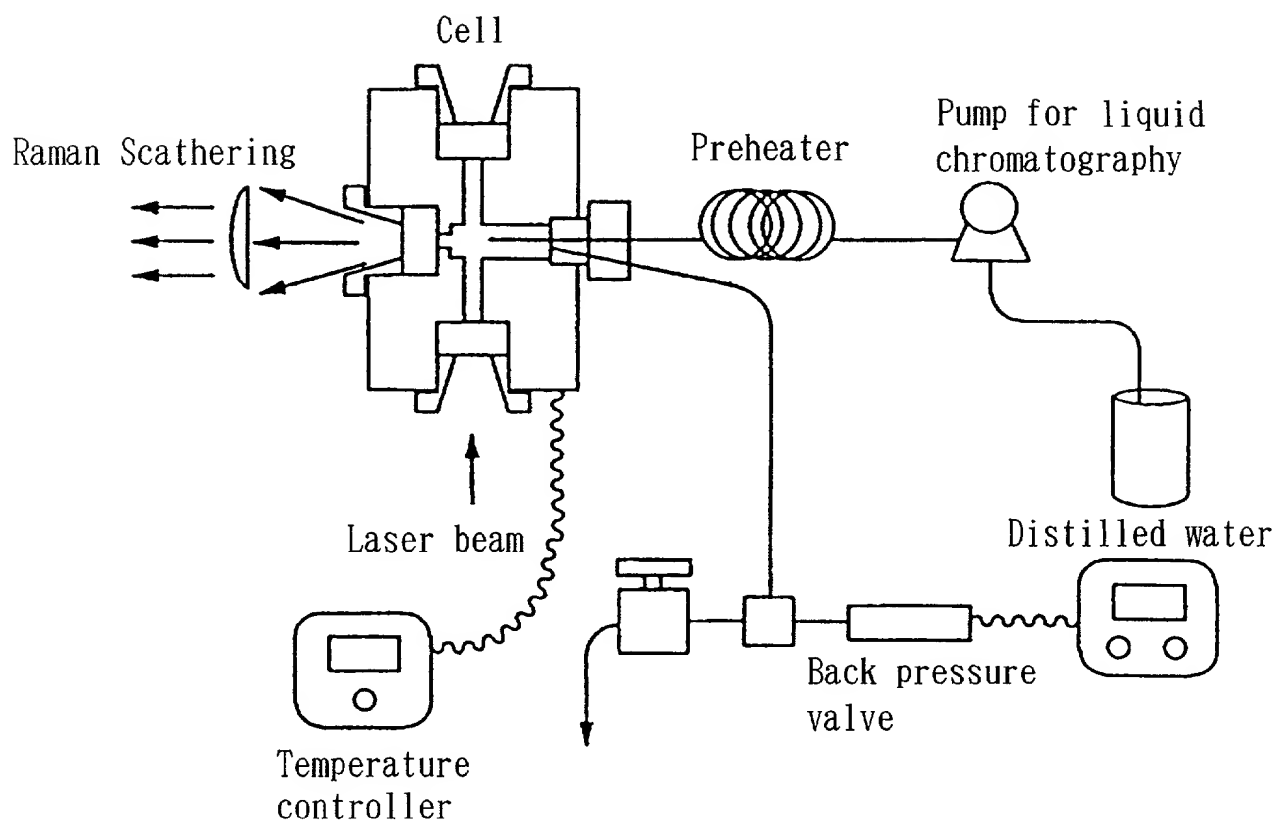 Cell
Pump for liquid
chromatography
Preheater
Raman Scathering
Laser beam
Distilled water
Back pressure
valve
Temperature
controller